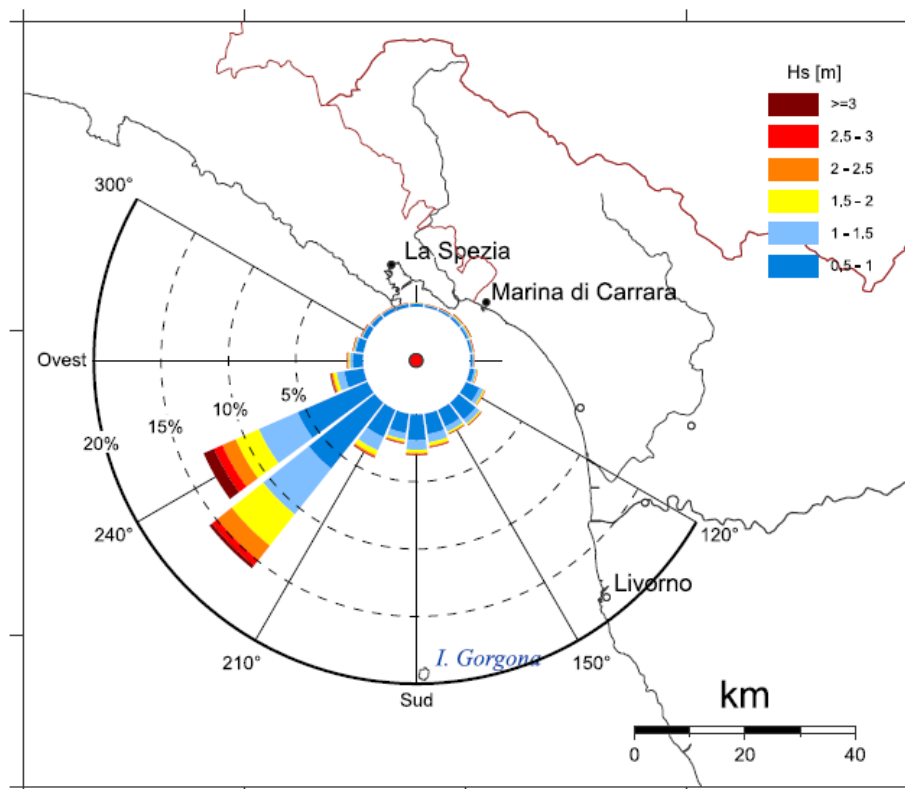 Hs [m]
>=3
2.5 - 3
2 - 2.5
1.5 - 2
1 - 1.5
0.5 - 1
300°
La Spezia
Marina di Carrara
Ovest
5%
10%
15%
20%
240°
120°
Livorno
210°
I. Gorgona
150°
Sud
km
0
20
40